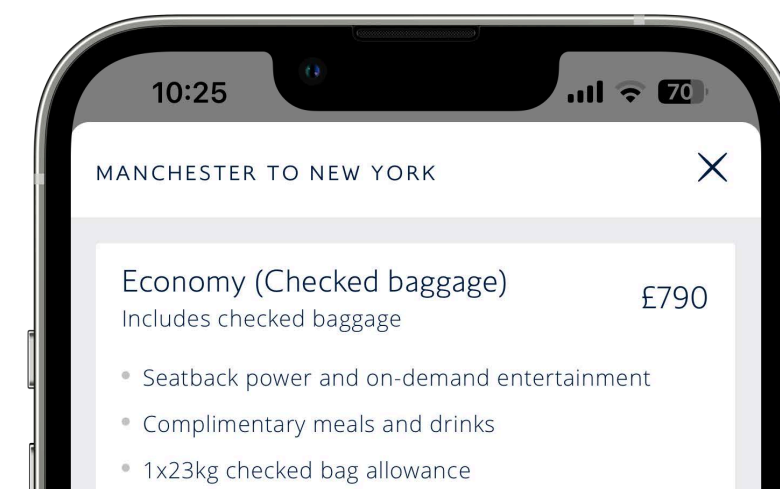 10:25
70
MANCHESTER TO NEW YORK
Economy (Checked baggage)
£790
Includes checked baggage
Seatback power and on-demand entertainment
Complimentary meals and drinks
1x23kg checked bag allowance